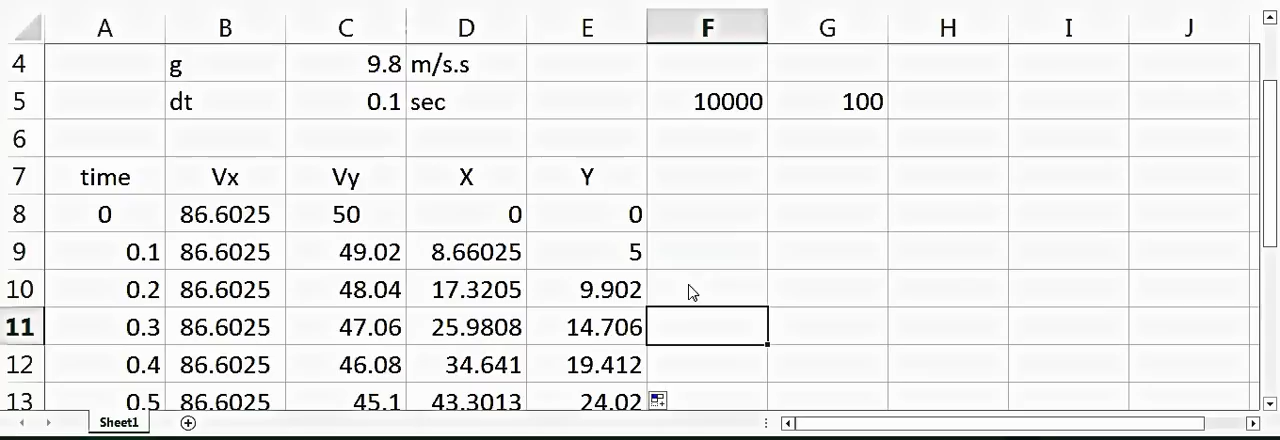 A B C D E F G H I J
4 g 9.8 m/s.s
5 dt 0.1 sec 10000 100
6
7 time Vx Vy X Y
8 0 86.6025 50 0 0
9 0.1 86.6025 49.02 8.66025 5
10 0.2 86.6025 48.04 17.3205 9.902
11 0.3 86.6025 47.06 25.9808 14.706
12 0.4 86.6025 46.08 34.641 19.412
13 0.5 86.6025 45.1 43.3013 24.02
Sheet1